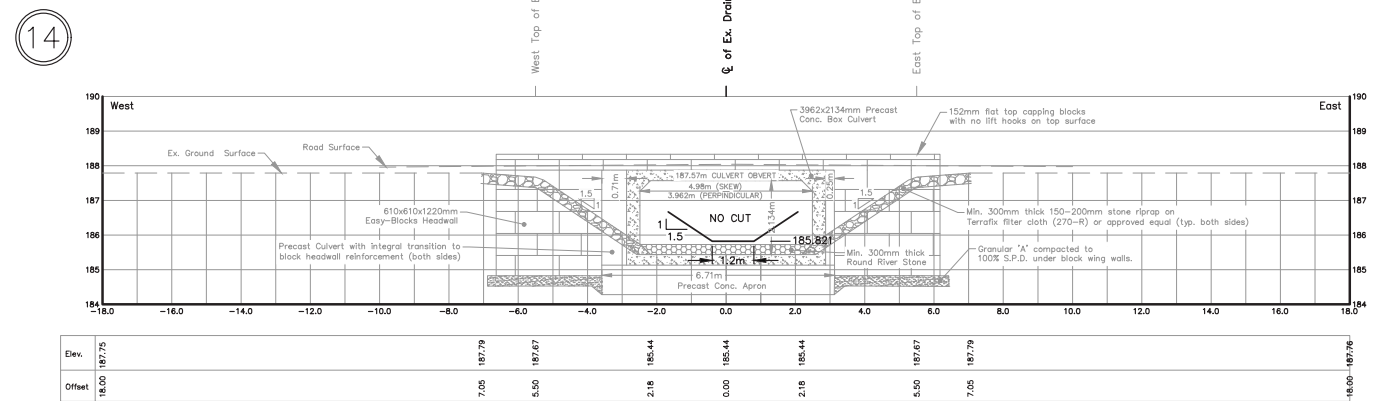 14
West Top of
℄ of Ex. Drain
East Top of
190
189
188
187
186
185
184
West
East
190
189
188
187
186
185
184
Ex. Ground Surface
Road Surface
3962x2134mm Precast
Conc. Box Culvert
152mm flat top capping blocks
with no lift hooks on top surface
0.71m
187.57m CULVERT OBVERT
4.98m (SKEW)
3.962m (PERPINDICULAR)
0.25m
1.5
1
1.5
1
610x610x1220mm
Easy-Blocks Headwall
NO CUT
2134mm
1
1.5
185.821
Min. 300mm thick 150-200mm stone riprap on
Terrafix filter cloth (270-R) or approved equal (typ. both sides)
Precast Culvert with integral transition to
block headwall reinforcement (both sides)
Min. 300mm thick
Round River Stone
Granular "A" compacted to
100% S.P.D. under block wing walls.
1.2m
6.71m
Precast Conc. Apron
-18.0 -16.0 -14.0 -12.0 -10.0 -8.0 -6.0 -4.0 -2.0 0.0 2.0 4.0 6.0 8.0 10.0 12.0 14.0 16.0 18.0
Elev. 187.75 187.79 187.67 185.44 185.44 185.44 187.67 187.79 187.76
Offset 18.00 7.05 5.50 2.18 0.00 2.18 5.50 7.05 18.00